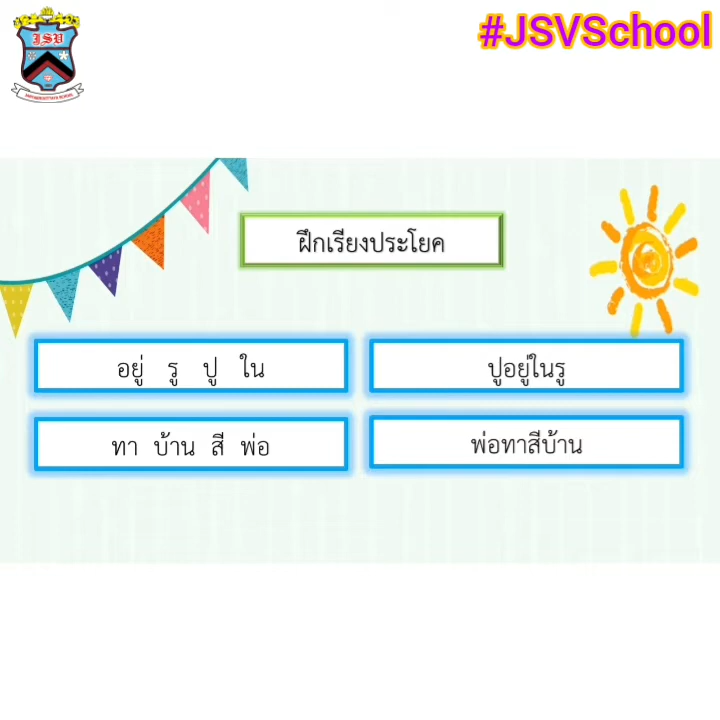 #JSVSchool
JSV
ฝึกเรียงประโยค
อยู่ รู ปู ใน
ปูอยู่ในรู
ทา บ้าน สี พ่อ
พ่อทาสีบ้าน